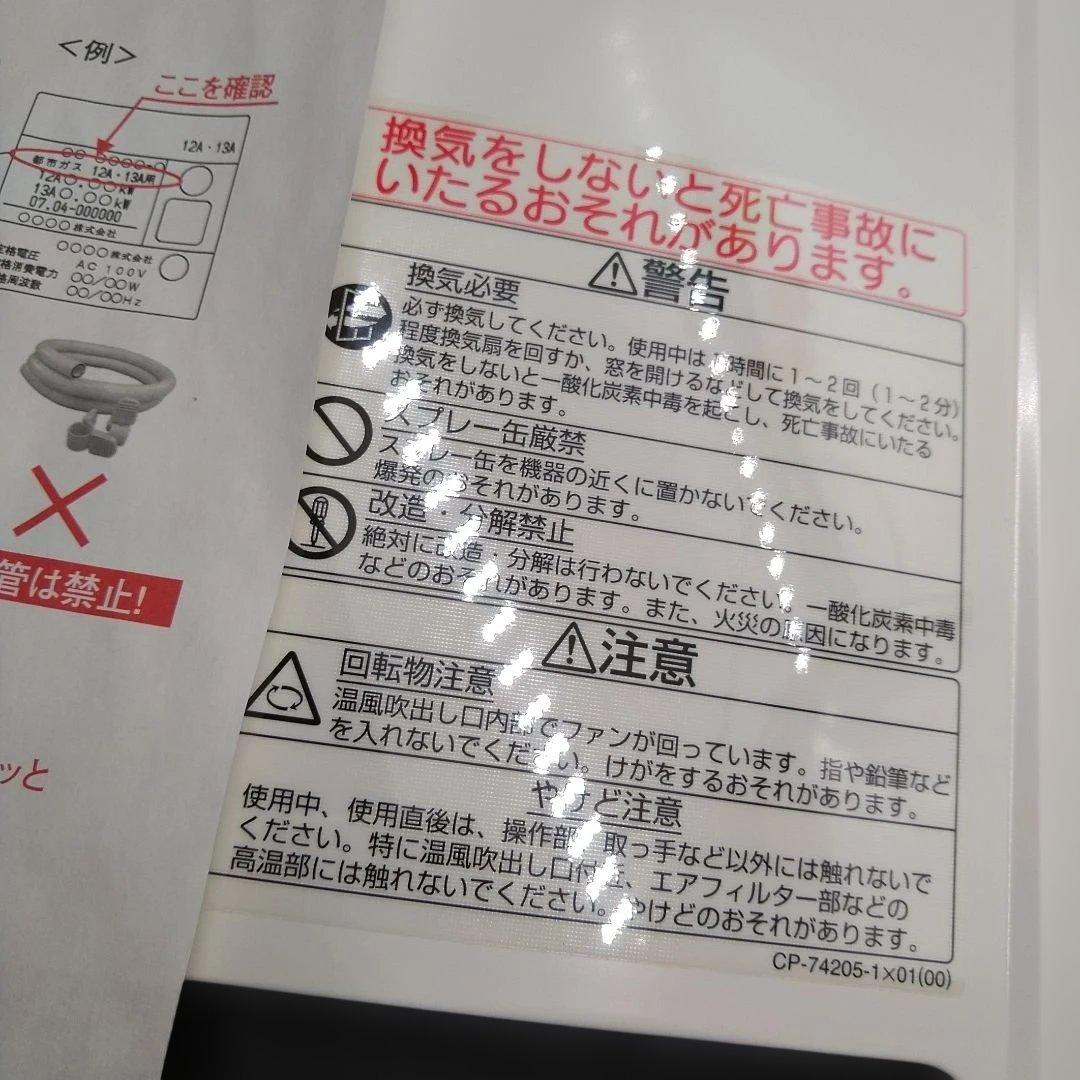 <例>
ここを確認
12A・13A
○○ ○○○○○-○
都市ガス 12A・13A用
12A○.○○kW
13A○.○○kW
07.04-000000
○○○○株式会社
○○○○株式会社
格電圧 AC 100V
格消費電力 ○○/○○W
周波数 ○○/○○Hz
管は禁止!
ッと
換気をしないと死亡事故に
いたるおそれがあります。
警告
換気必要
必ず換気してください。使用中は 時間に1～2回(1～2分)
程度換気扇を回すか、窓を開けるなどして換気をしてください。
換気をしないと一酸化炭素中毒を起こし、死亡事故にいたる
おそれがあります。
スプレー缶厳禁
スプレー缶を機器の近くに置かないでください。
爆発のおそれがあります。
改造・分解禁止
絶対に改造・分解は行わないでください。一酸化炭素中毒
などのおそれがあります。また、火災の原因になります。
注意
回転物注意
温風吹出し口内部でファンが回っています。指や鉛筆など
を入れないでください。けがをするおそれがあります。
やけど注意
使用中、使用直後は、操作部、取っ手など以外には触れないで
ください。特に温風吹出し口付近、エアフィルター部などの
高温部には触れないでください。やけどのおそれがあります。
CP-74205-1×01(00)